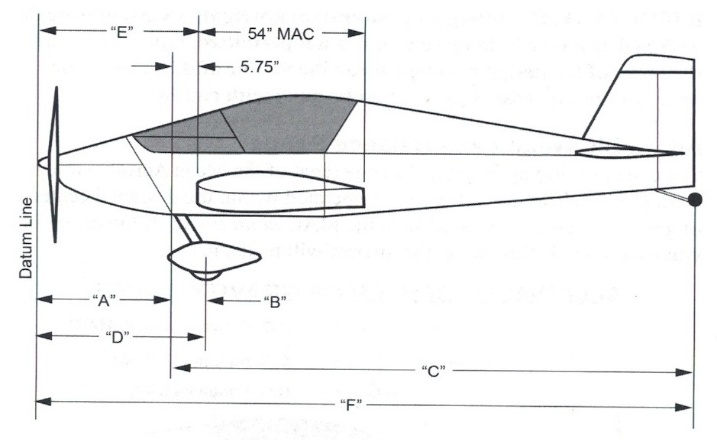 “E”
54” MAC
5.75”
Datum Line
“A”
“B”
“D”
“C”
“F”